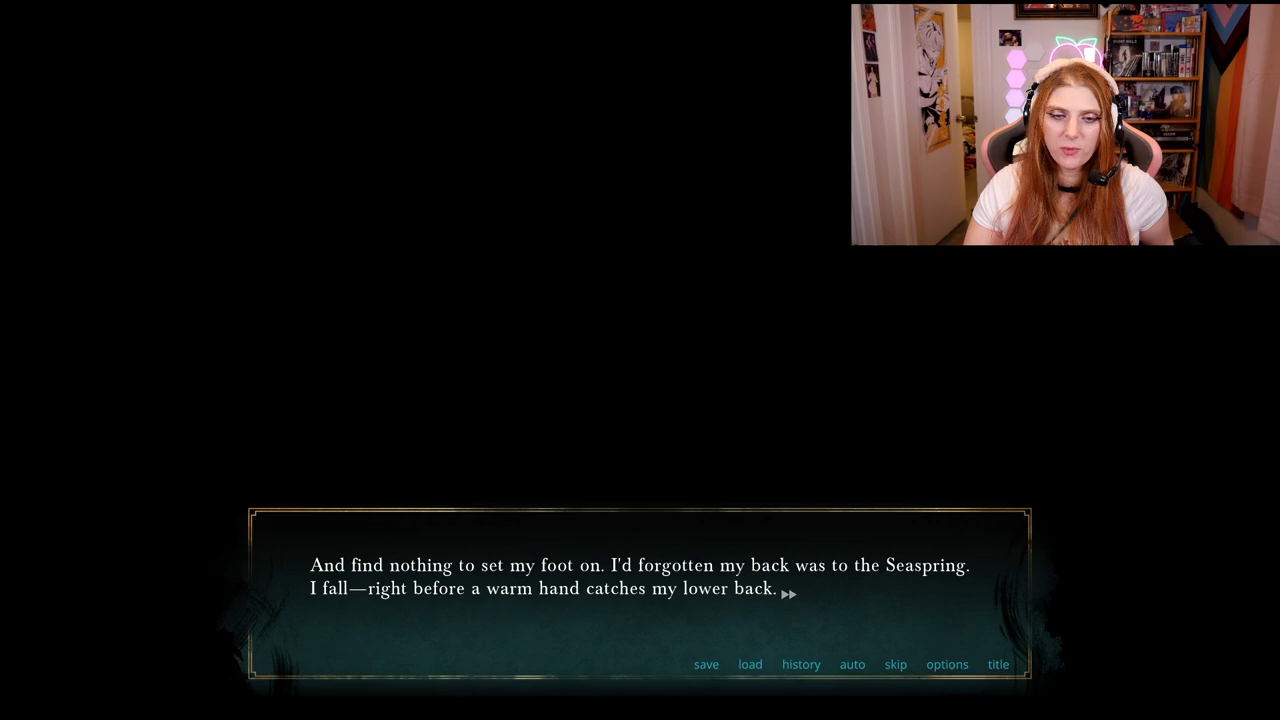 And find nothing to set my foot on. I'd forgotten my back was to the Seaspring.
I fall—right before a warm hand catches my lower back.
save load history auto skip options title